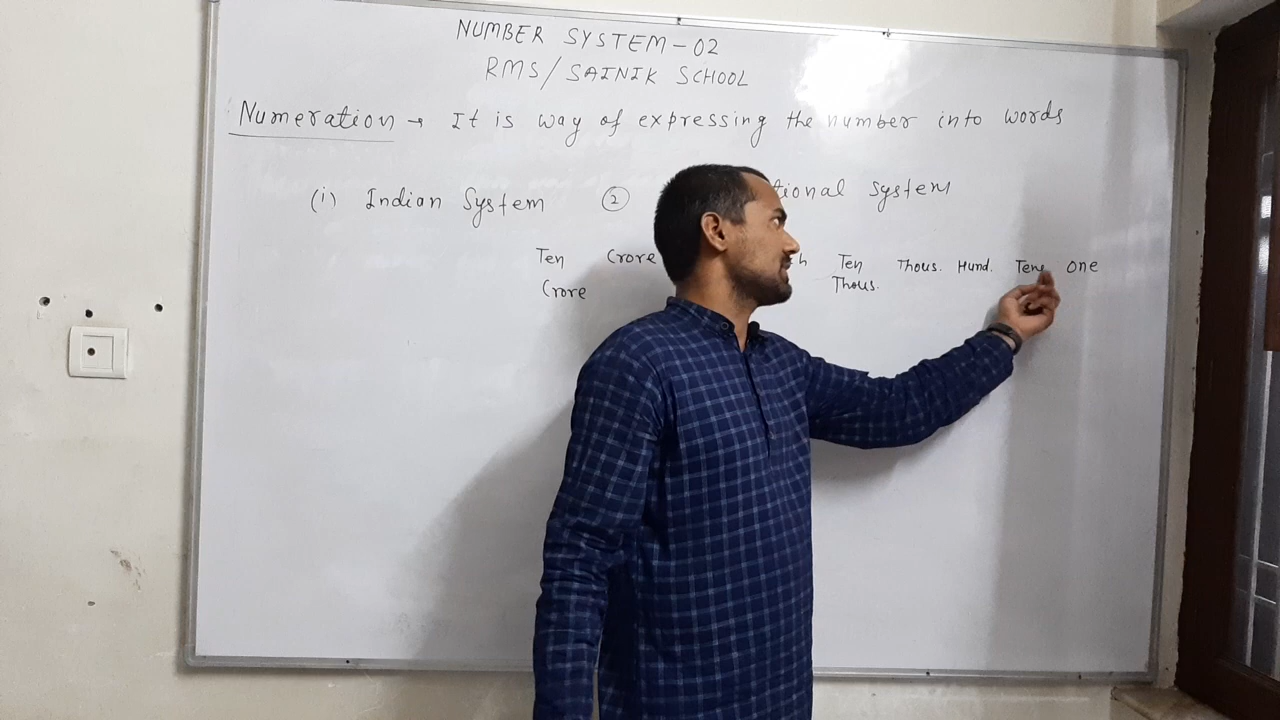 NUMBER SYSTEM-02
RMS/SAINIK SCHOOL
Numeration → It is way of expressing the number into words
(i) Indian System ② tional System
Ten Crore h Ten Thous. Hund. Tens One
Crore Thous.